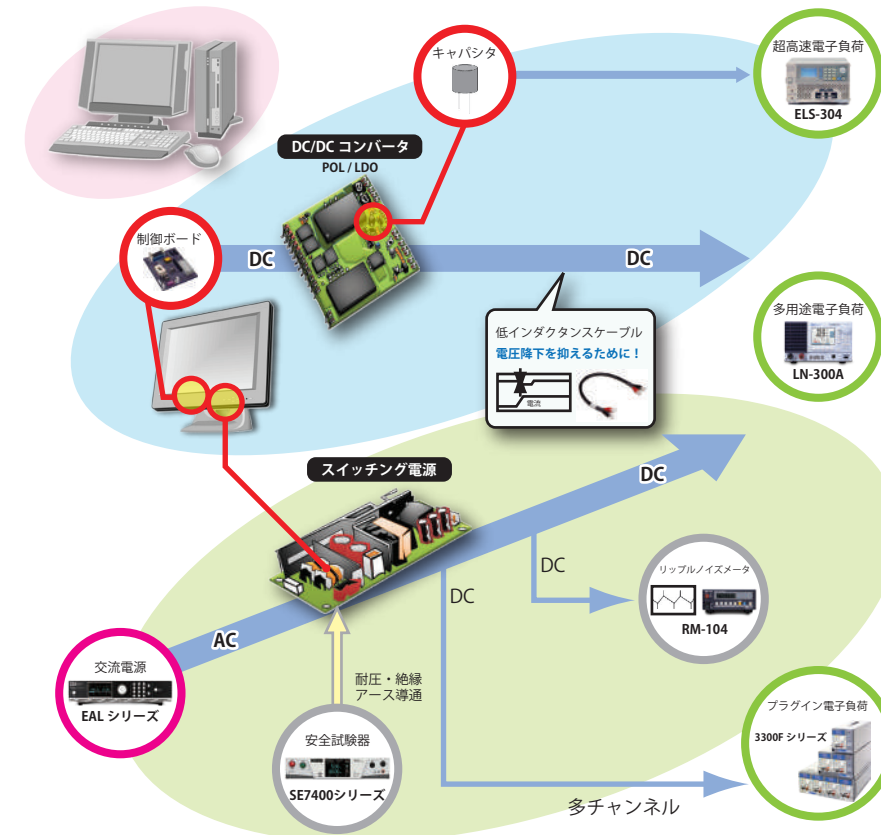 超高速電子負荷
ELS-304
キャパシタ
DC/DC コンバータ
POL / LDO
制御ボード
DC
DC
多用途電子負荷
LN-300A
低インダクタンスケーブル
電圧降下を抑えるために！
電流
スイッチング電源
DC
DC
DC
リップルノイズメータ
RM-104
AC
交流電源
EAL シリーズ
耐圧・絶縁
アース導通
安全試験器
SE7400シリーズ
プラグイン電子負荷
3300F シリーズ
多チャンネル